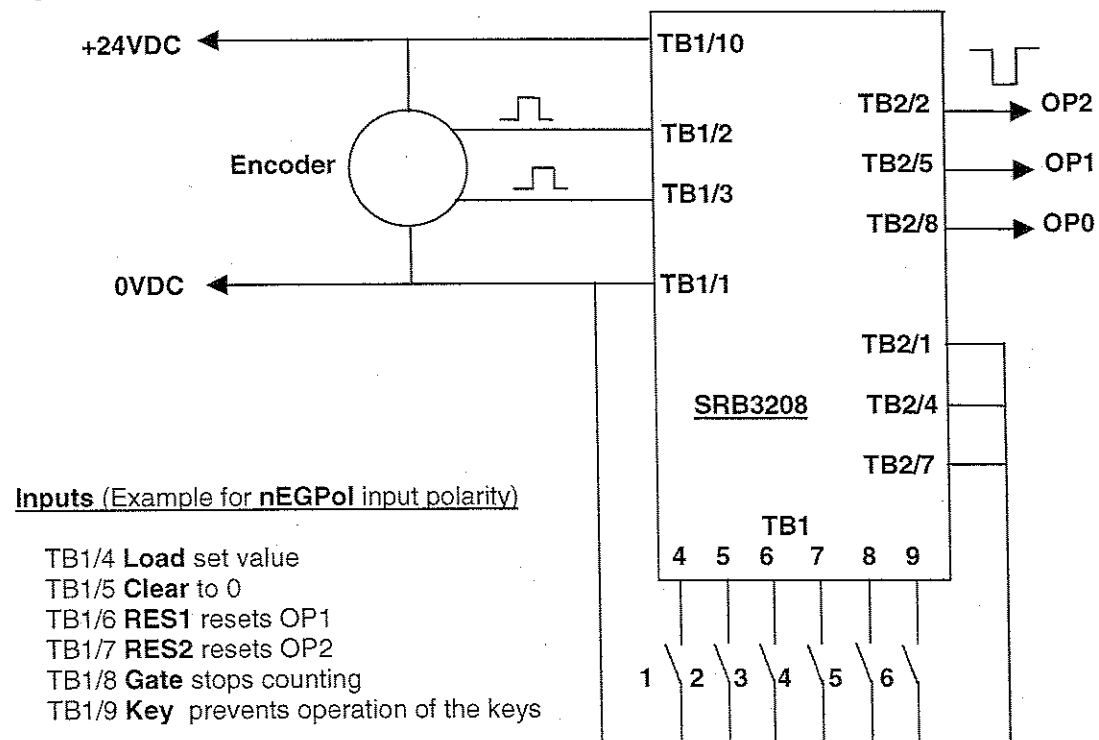 +24VDC
TB1/10
TB2/2
OP2
TB1/2
Encoder
TB2/5
OP1
TB1/3
TB2/8
OP0
0VDC
TB1/1
TB2/1
SRB3208
TB2/4
TB2/7
Inputs (Example for nEGPol input polarity)
TB1
4 5 6 7 8 9
TB1/4 Load set value
TB1/5 Clear to 0
TB1/6 RES1 resets OP1
TB1/7 RES2 resets OP2
TB1/8 Gate stops counting
TB1/9 Key prevents operation of the keys
1 2 3 4 5 6